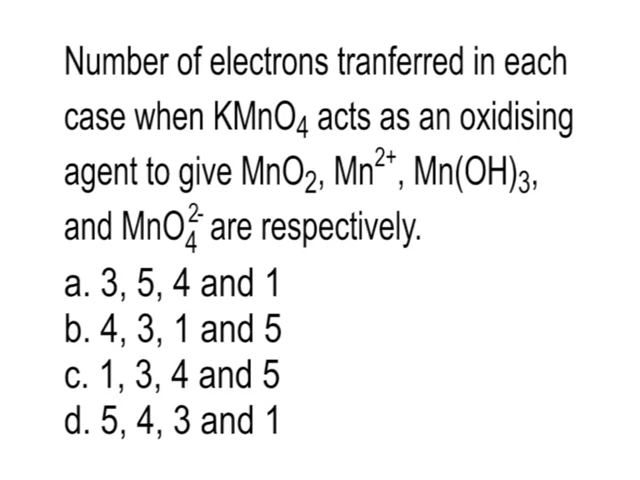 Number of electrons tranferred in each
case when KMnO₄ acts as an oxidising
agent to give MnO₂, Mn²⁺, Mn(OH)₃,
and MnO₄²⁻ are respectively.
a. 3, 5, 4 and 1
b. 4, 3, 1 and 5
c. 1, 3, 4 and 5
d. 5, 4, 3 and 1